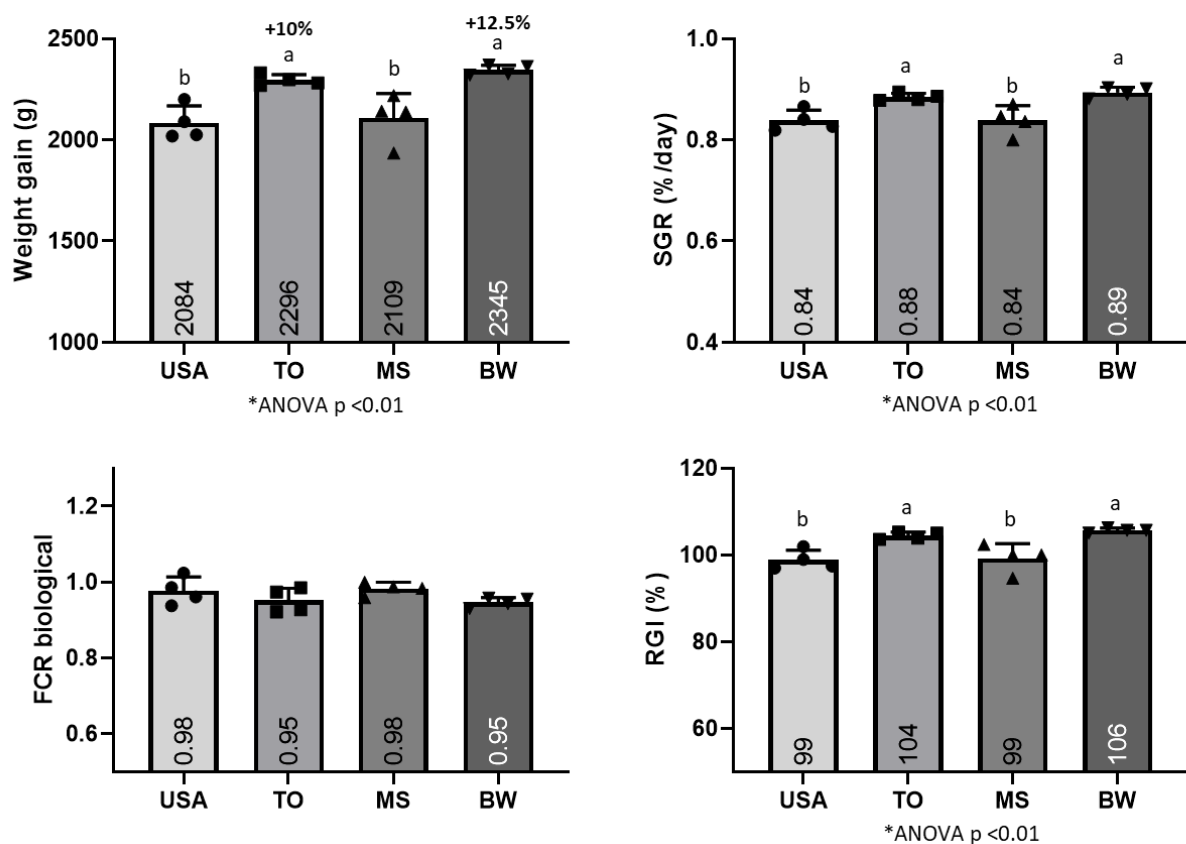 +10%
+12.5%
2500
2000
1500
1000
Weight gain (g)
b
a
b
a
2084
2296
2109
2345
USA
TO
MS
BW
*ANOVA p <0.01
1.0
0.8
0.6
0.4
SGR (%/day)
b
a
b
a
0.84
0.88
0.84
0.89
USA
TO
MS
BW
*ANOVA p <0.01
1.2
1.0
0.8
0.6
FCR biological
0.98
0.95
0.98
0.95
USA
TO
MS
BW
120
100
80
60
RGI (%)
b
a
b
a
99
104
99
106
USA
TO
MS
BW
*ANOVA p <0.01